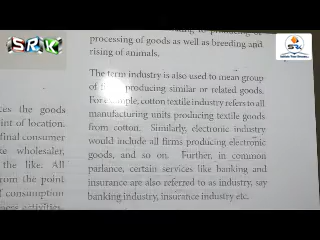 SRK
SRK
processing of goods as well as breeding and
rising of animals.
The term industry is also used to mean group
of producing similar or related goods.
For example, cotton textile industry refers to all
manufacturing units producing textile goods
from cotton. Similarly, electronic industry
would include all firms producing electronic
goods, and so on. Further, in common
parlance, certain services like banking and
insurance are also referred to as industry, say
banking industry, insurance industry etc.
the goods
int of location.
final consumer
wholesaler,
the like. All
from the point
consumption